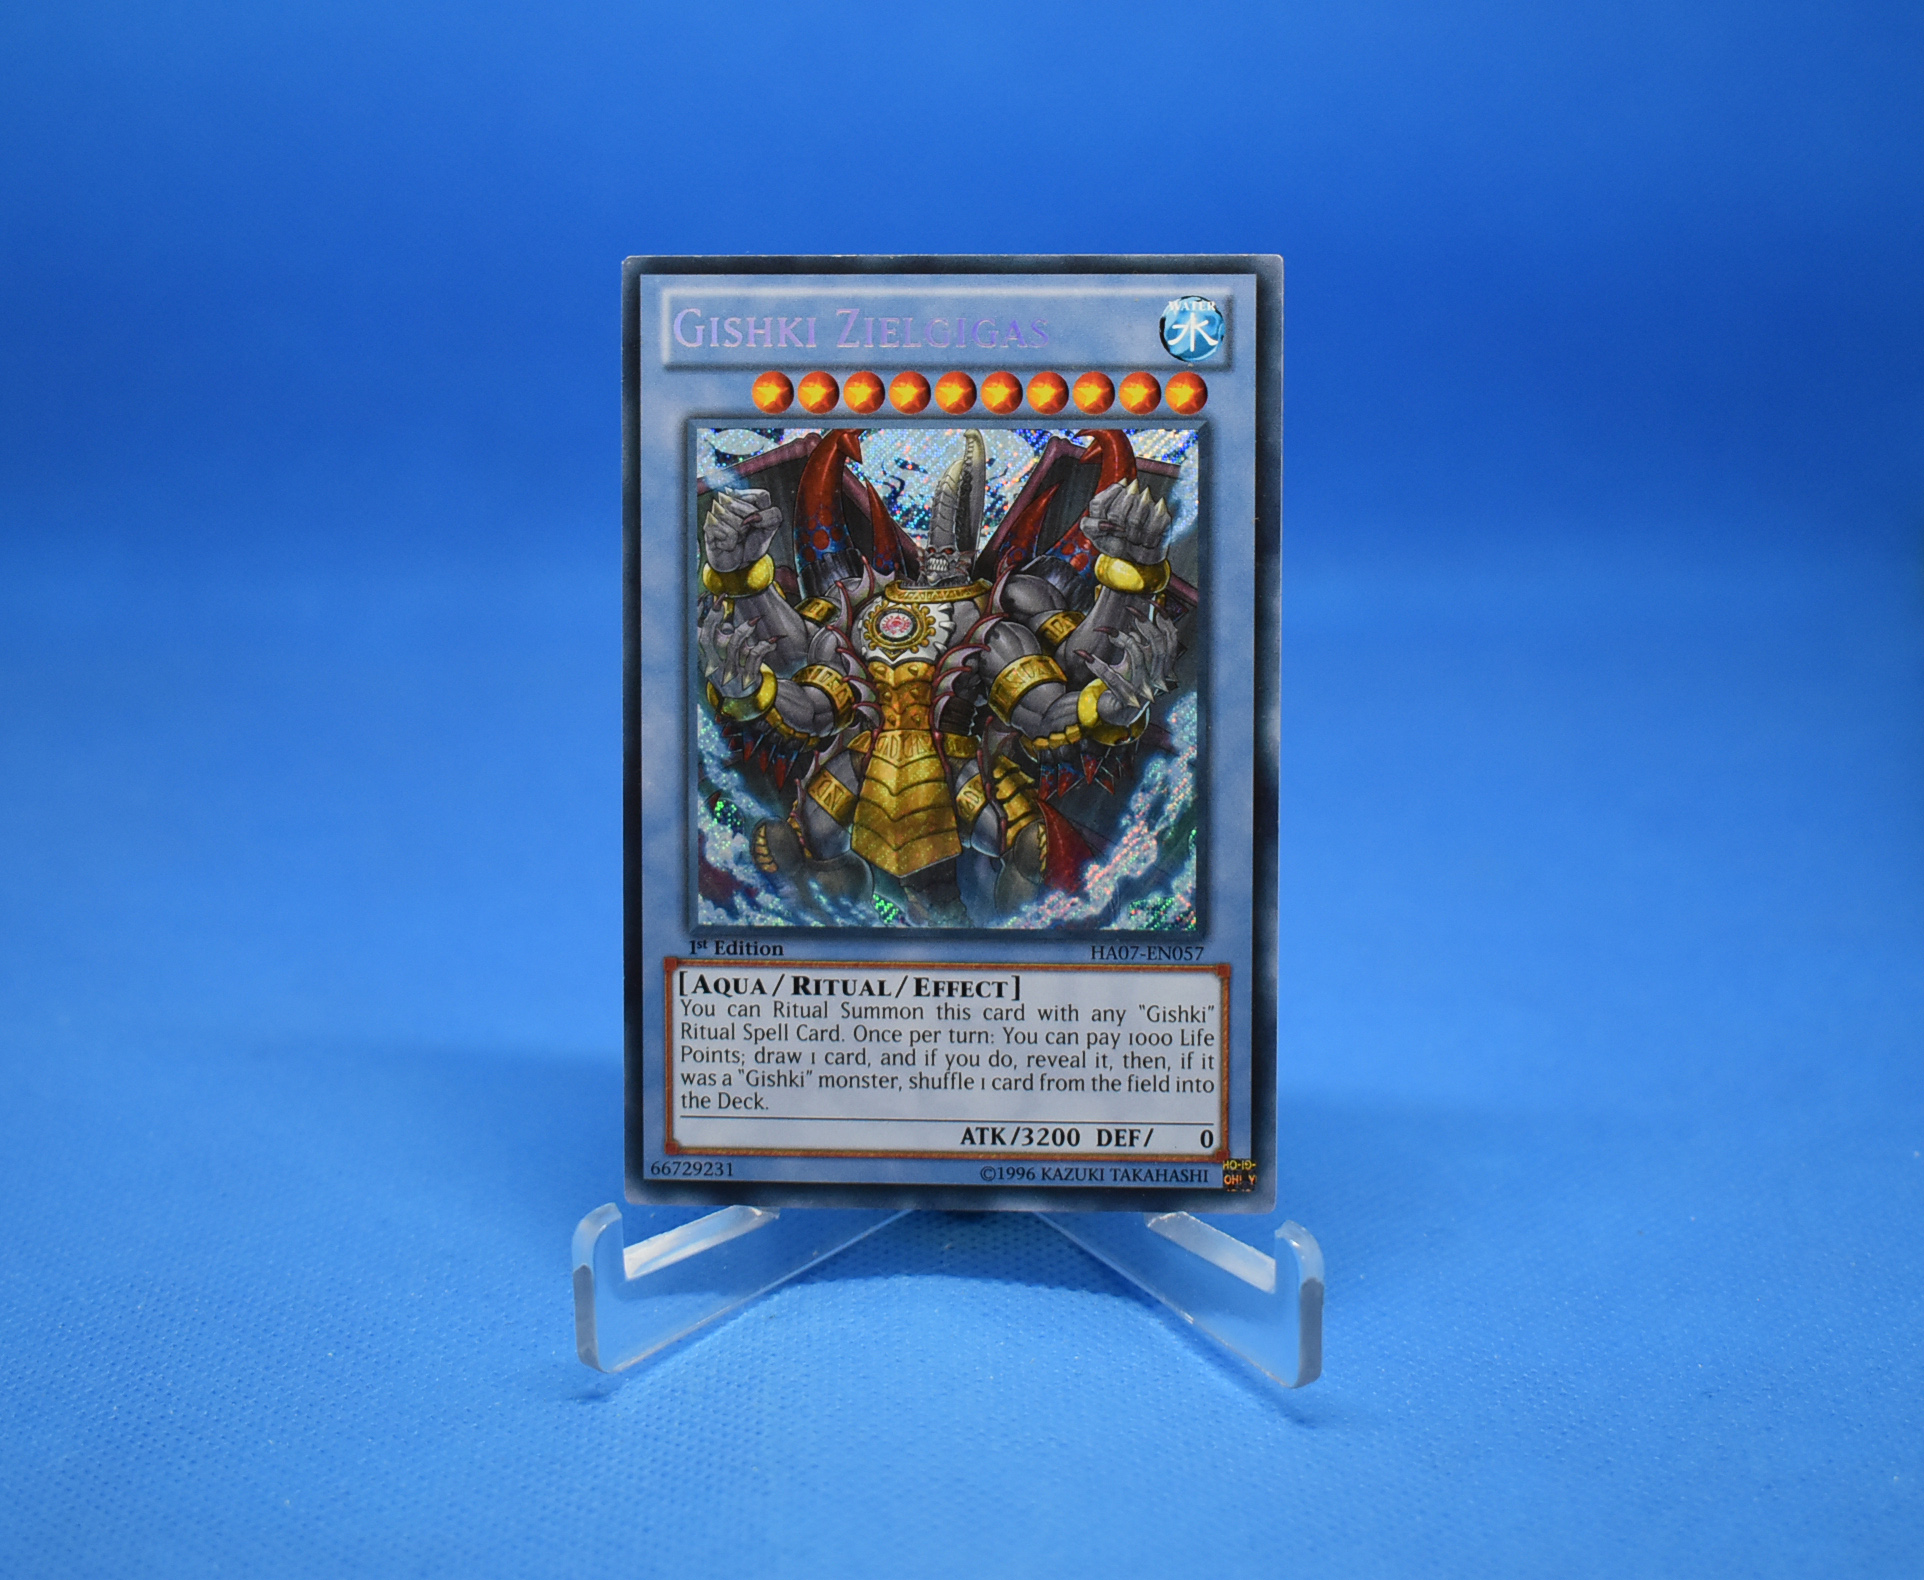 GISHKI ZIELGIGAS
WATER
水
1st Edition
HA07-EN057
[AQUA/RITUAL/EFFECT]
You can Ritual Summon this card with any "Gishki"
Ritual Spell Card. Once per turn: You can pay 1000 Life
Points; draw 1 card, and if you do, reveal it, then, if it
was a "Gishki" monster, shuffle 1 card from the field into
the Deck.
ATK/3200 DEF/ 0
66729231
©1996 KAZUKI TAKAHASHI